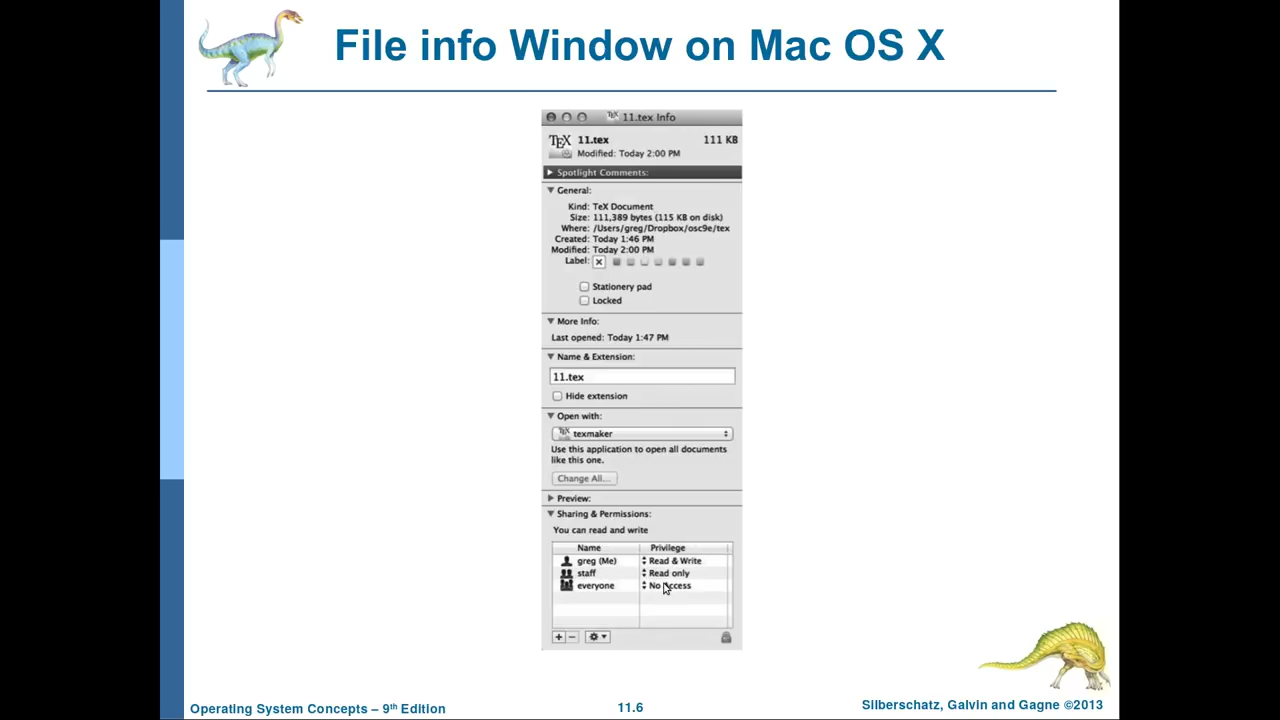 File info Window on Mac OS X
TEX 11.tex Info
TEX 11.tex 111 KB
Modified: Today 2:00 PM
Spotlight Comments:
General:
Kind: TeX Document
Size: 111,389 bytes (115 KB on disk)
Where: /Users/greg/Dropbox/osc9e/tex
Created: Today 1:46 PM
Modified: Today 2:00 PM
Label:
Stationery pad
Locked
More Info:
Last opened: Today 1:47 PM
Name & Extension:
11.tex
Hide extension
Open with:
TEX texmaker
Use this application to open all documents
like this one.
Change All...
Preview:
Sharing & Permissions:
You can read and write
Name Privilege
greg (Me) Read & Write
staff Read only
everyone No Access
Operating System Concepts – 9th Edition 11.6 Silberschatz, Galvin and Gagne ©2013